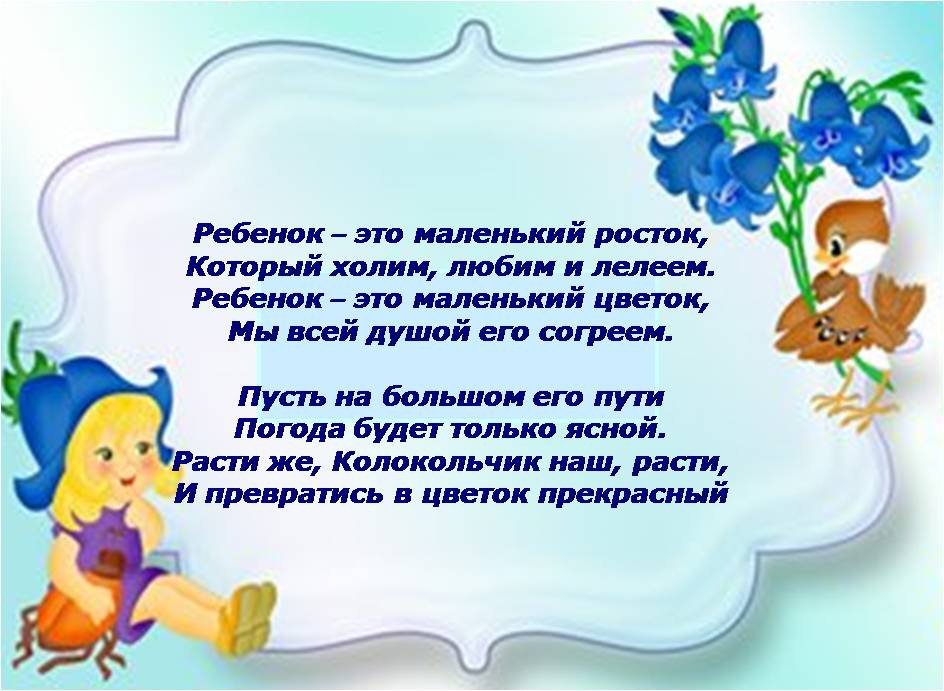 Ребенок – это маленький росток,
Который холим, любим и лелеем.
Ребенок – это маленький цветок,
Мы всей душой его согреем.
Пусть на большом его пути
Погода будет только ясной.
Расти же, Колокольчик наш, расти,
И превратись в цветок прекрасный